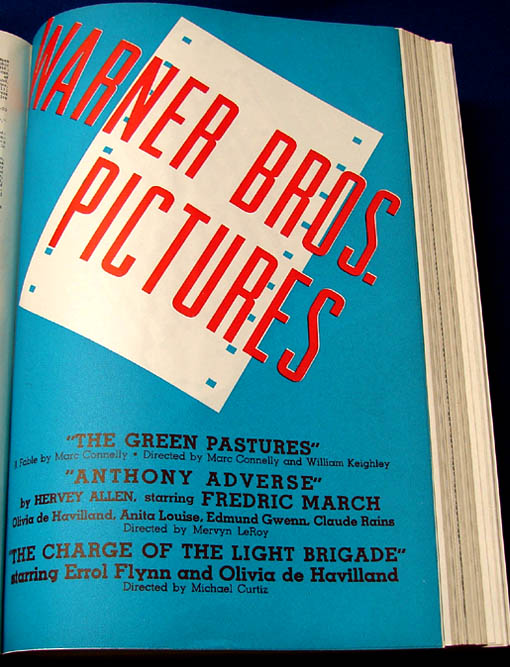 WARNER BROS.
PICTURES
"THE GREEN PASTURES"
A Fable by Marc Connelly • Directed by Marc Connelly and William Keighley
"ANTHONY ADVERSE"
by HERVEY ALLEN, starring FREDRIC MARCH
Olivia de Havilland, Anita Louise, Edmund Gwenn, Claude Rains
Directed by Mervyn LeRoy
"THE CHARGE OF THE LIGHT BRIGADE"
starring Errol Flynn and Olivia de Havilland
Directed by Michael Curtiz